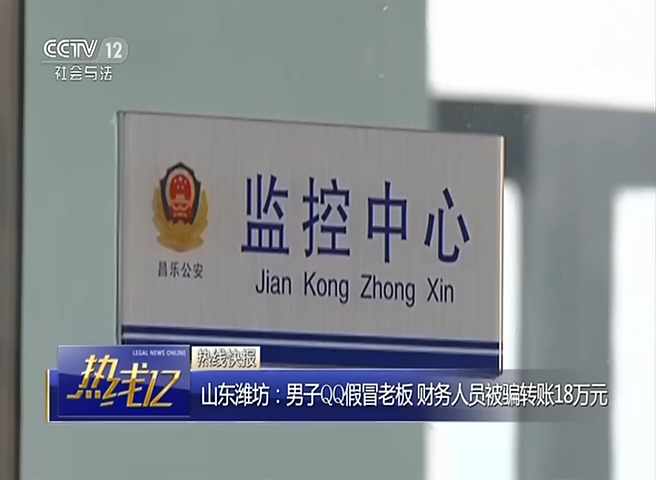 CCTV 12
社会与法
监控中心
昌乐公安
Jian Kong Zhong Xin
LEGAL NEWS ONLINE
热线快报
热线12
山东潍坊：男子QQ假冒老板 财务人员被骗转账18万元